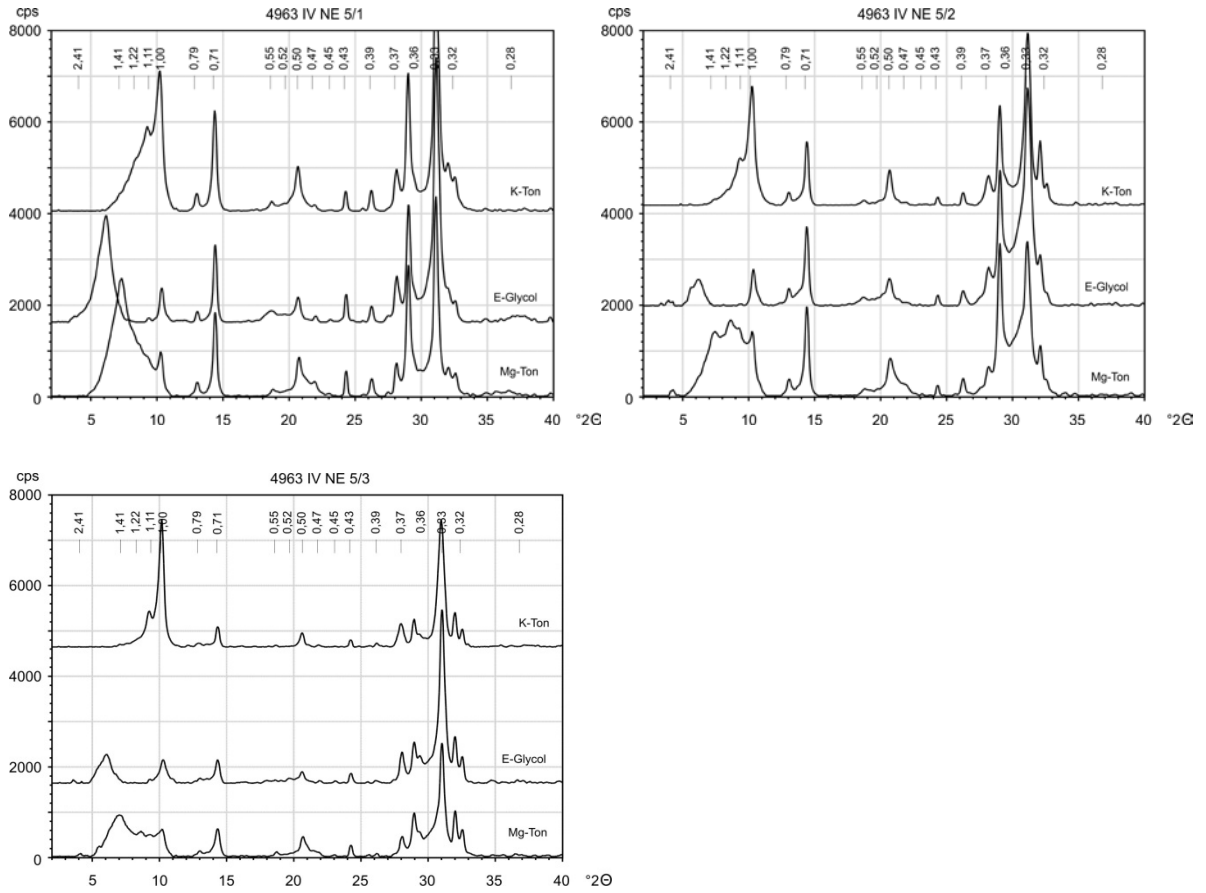 cps
4963 IV NE 5/1
8000
2,41 1,41 1,22 1,11 1,00 0,79 0,71 0,55 0,52 0,50 0,47 0,45 0,43 0,39 0,37 0,36 0,33 0,32 0,28
6000
K-Ton
4000
E-Glycol
2000
Mg-Ton
0
5 10 15 20 25 30 35 40 °2Θ
cps
4963 IV NE 5/2
8000
2,41 1,41 1,22 1,11 1,00 0,79 0,71 0,55 0,52 0,50 0,47 0,45 0,43 0,39 0,37 0,36 0,33 0,32 0,28
6000
K-Ton
4000
E-Glycol
2000
Mg-Ton
0
5 10 15 20 25 30 35 40 °2Θ
cps
4963 IV NE 5/3
8000
2,41 1,41 1,22 1,11 1,00 0,79 0,71 0,55 0,52 0,50 0,47 0,45 0,43 0,39 0,37 0,36 0,33 0,32 0,28
6000
K-Ton
4000
E-Glycol
2000
Mg-Ton
0
5 10 15 20 25 30 35 40 °2Θ